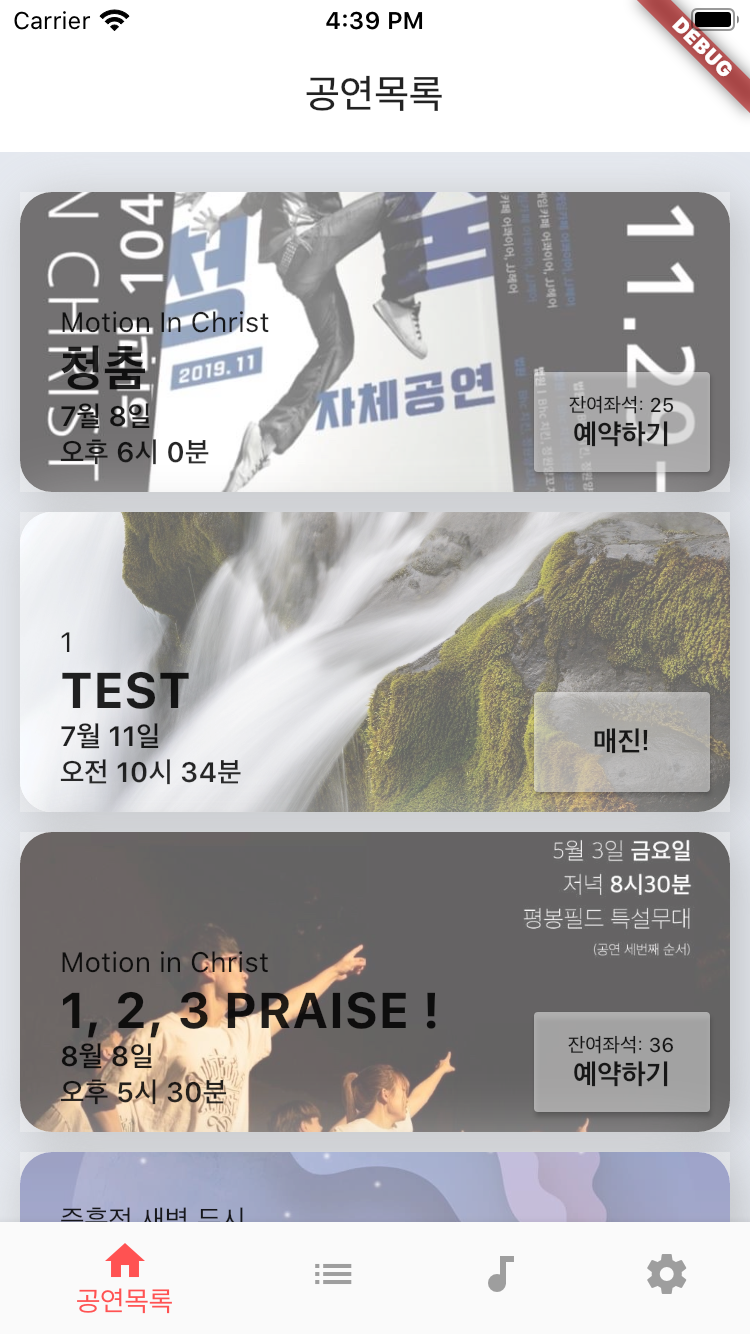 Carrier
4:39 PM
DEBUG
공연목록
N CHRIST
104
2019.11
자체공연
Motion In Christ
청춤
7월 8일
오후 6시 0분
잔여좌석: 25
예약하기
1
TEST
7월 11일
오전 10시 34분
매진!
5월 3일 금요일
저녁 8시30분
평봉필드 특설무대
(공연 세번째 순서)
Motion in Christ
1, 2, 3 PRAISE !
8월 8일
오후 5시 30분
잔여좌석: 36
예약하기
공연목록